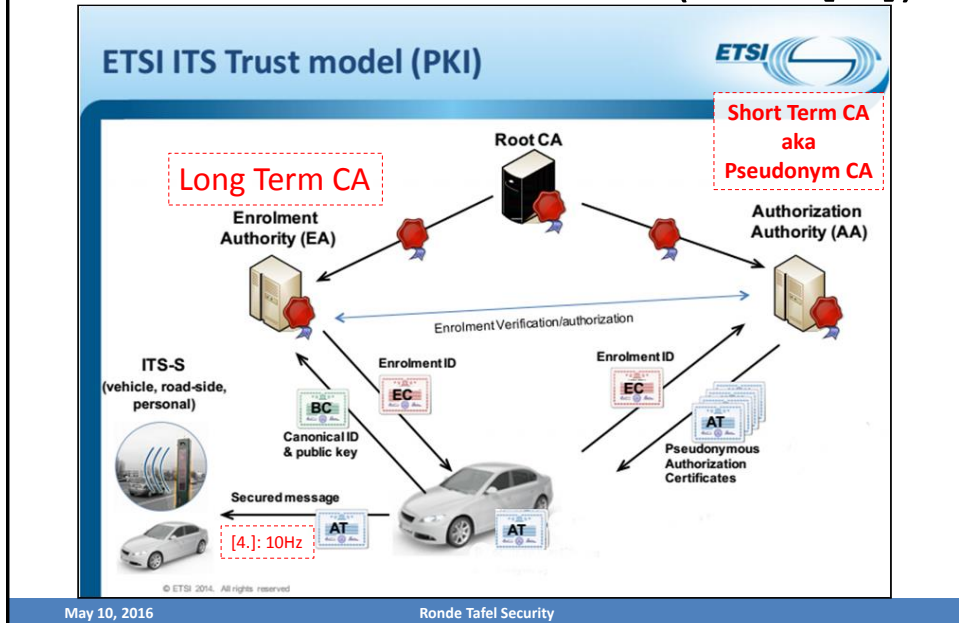 ETSI ITS Trust model (PKI)
ETSI
Short Term CA
aka
Pseudonym CA
Root CA
Long Term CA
Enrolment
Authority (EA)
Authorization
Authority (AA)
Enrolment Verification/authorization
ITS-S
(vehicle, road-side,
personal)
Enrolment ID
EC
BC
Canonical ID
& public key
Enrolment ID
EC
AT
Pseudonymous
Authorization
Certificates
Secured message
AT
[4.]: 10Hz
AT
© ETSI 2014. All rights reserved
May 10, 2016
Ronde Tafel Security